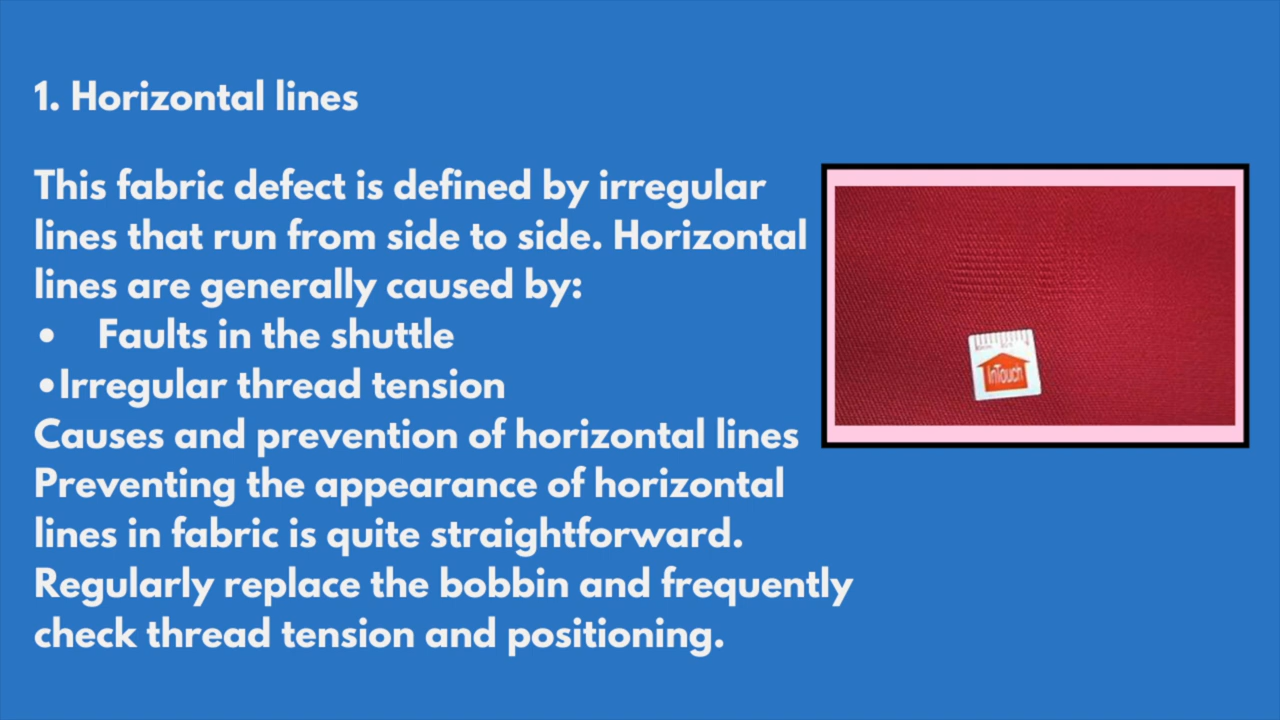 1. Horizontal lines
This fabric defect is defined by irregular
lines that run from side to side. Horizontal
lines are generally caused by:
• Faults in the shuttle
•Irregular thread tension
Causes and prevention of horizontal lines
Preventing the appearance of horizontal
lines in fabric is quite straightforward.
Regularly replace the bobbin and frequently
check thread tension and positioning.
InTouch